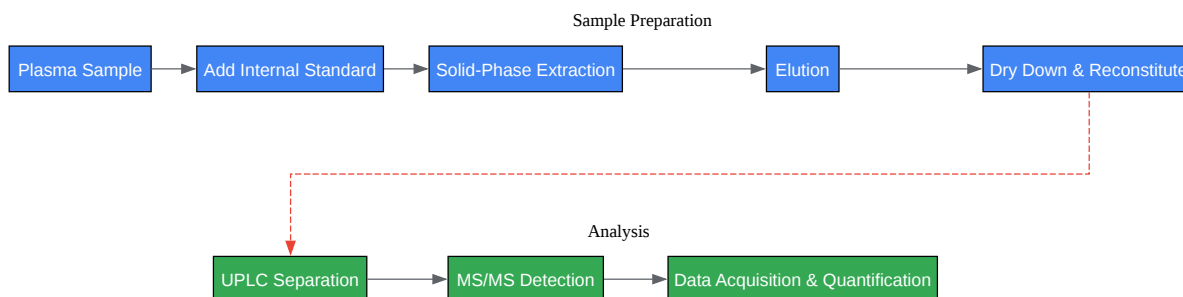 Sample Preparation
Plasma Sample
Add Internal Standard
Solid-Phase Extraction
Elution
Dry Down & Reconstitute
Analysis
UPLC Separation
MS/MS Detection
Data Acquisition & Quantification